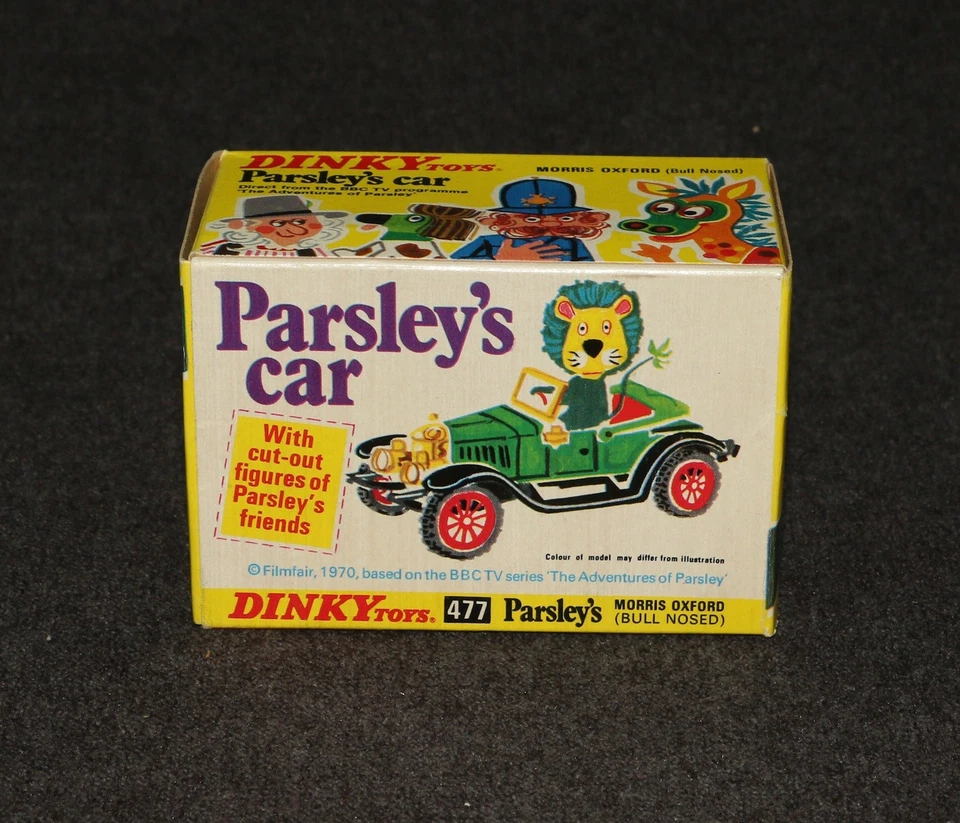 DINKY TOYS®
Parsley's car
Direct from the BBC TV programme
'The Adventures of Parsley'
MORRIS OXFORD (Bull Nosed)
Parsley's
car
With
cut-out
figures of
Parsley's
friends
Colour of model may differ from illustration
©Filmfair, 1970, based on the BBC TV series 'The Adventures of Parsley'
DINKY TOYS® 477 Parsley's MORRIS OXFORD
(BULL NOSED)